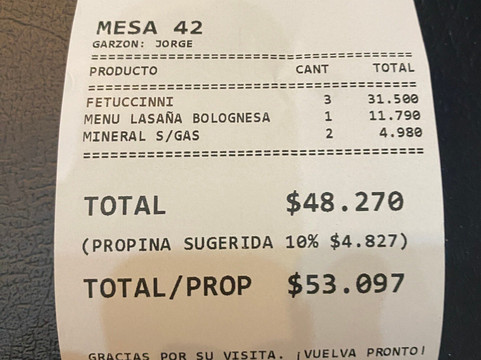 MESA 42
GARZON: JORGE
==========================================
PRODUCTO CANT TOTAL
==========================================
FETUCCINNI 3 31.500
MENU LASAÑA BOLOGNESA 1 11.790
MINERAL S/GAS 2 4.980
==========================================
TOTAL $48.270
(PROPINA SUGERIDA 10% $4.827)
TOTAL/PROP $53.097
GRACIAS POR SU VISITA. ¡VUELVA PRONTO!